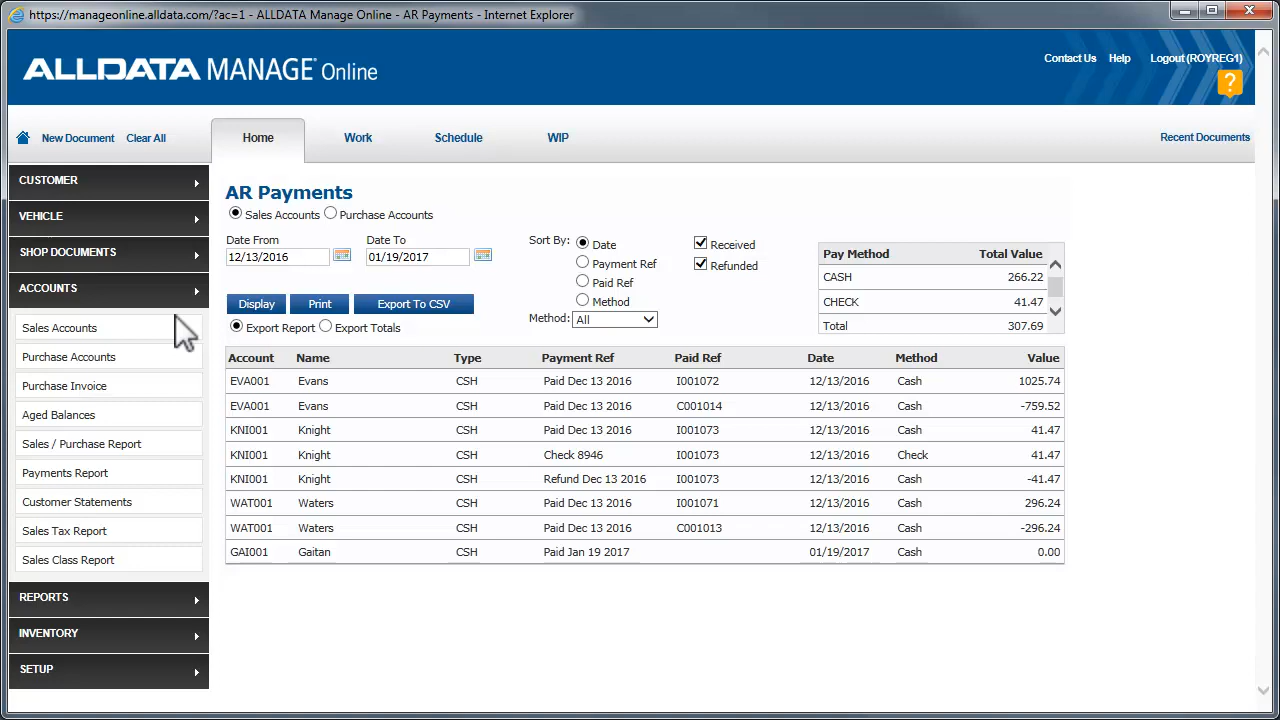 https://manageonline.alldata.com/?ac=1 - ALLDATA Manage Online - AR Payments - Internet Explorer
ALLDATA MANAGE® Online
Contact Us Help Logout (ROYREG1)
?
New Document Clear All Home Work Schedule WIP Recent Documents
CUSTOMER
VEHICLE
SHOP DOCUMENTS
ACCOUNTS
Sales Accounts
Purchase Accounts
Purchase Invoice
Aged Balances
Sales / Purchase Report
Payments Report
Customer Statements
Sales Tax Report
Sales Class Report
REPORTS
INVENTORY
SETUP
AR Payments
Sales Accounts Purchase Accounts
Date From Date To
12/13/2016 01/19/2017
Display Print Export To CSV
Export Report Export Totals
Sort By: Date
Payment Ref
Paid Ref
Method
Method: All
Received
Refunded
Pay Method Total Value
CASH 266.22
CHECK 41.47
Total 307.69
Account Name Type Payment Ref Paid Ref Date Method Value
EVA001 Evans CSH Paid Dec 13 2016 I001072 12/13/2016 Cash 1025.74
EVA001 Evans CSH Paid Dec 13 2016 C001014 12/13/2016 Cash -759.52
KNI001 Knight CSH Paid Dec 13 2016 I001073 12/13/2016 Cash 41.47
KNI001 Knight CSH Check 8946 I001073 12/13/2016 Check 41.47
KNI001 Knight CSH Refund Dec 13 2016 I001073 12/13/2016 Cash -41.47
WAT001 Waters CSH Paid Dec 13 2016 I001071 12/13/2016 Cash 296.24
WAT001 Waters CSH Paid Dec 13 2016 C001013 12/13/2016 Cash -296.24
GAI001 Gaitan CSH Paid Jan 19 2017 01/19/2017 Cash 0.00